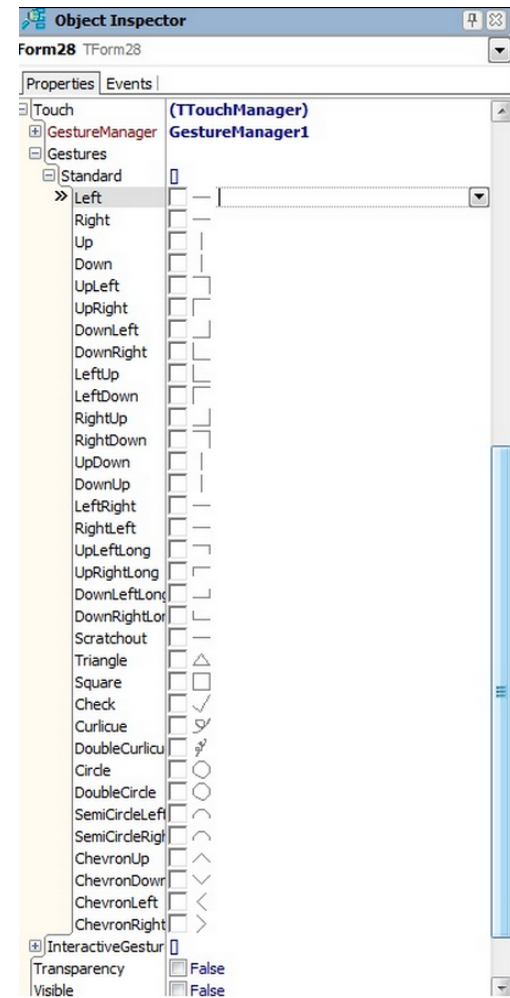 Object Inspector
Form28 TForm28
Properties Events
Touch (TTouchManager)
GestureManager GestureManager1
Gestures
Standard []
Left
Right
Up
Down
UpLeft
UpRight
DownLeft
DownRight
LeftUp
LeftDown
RightUp
RightDown
UpDown
DownUp
LeftRight
RightLeft
UpLeftLong
UpRightLong
DownLeftLong
DownRightLor
Scratchout
Triangle
Square
Check
Curlicue
DoubleCurlicu
Circle
DoubleCircle
SemiCircleLeft
SemiCircleRigh
ChevronUp
ChevronDown
ChevronLeft
ChevronRight
InteractiveGestur []
Transparency False
Visible False